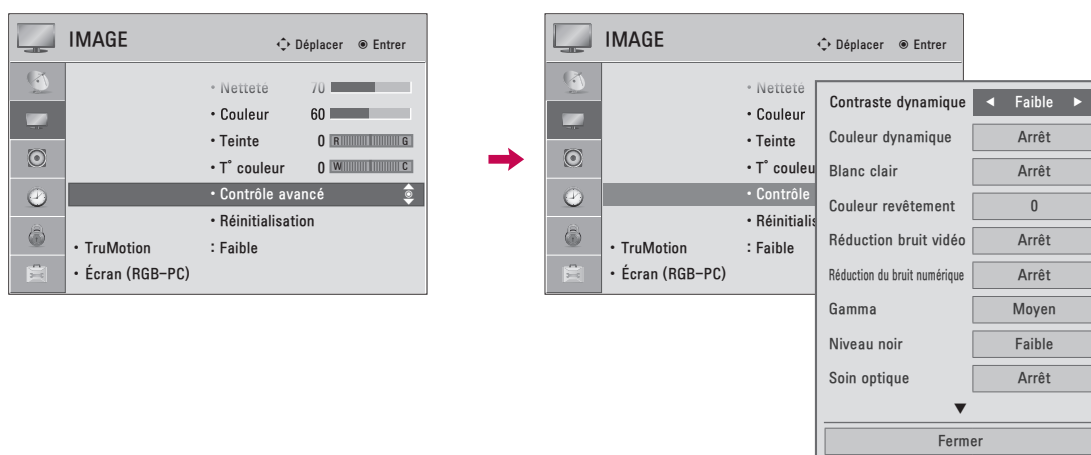 IMAGE
Déplacer Entrer
• Netteté 70
• Couleur 60
• Teinte 0 R G
• T° couleur 0 W C
• Contrôle avancé
• Réinitialisation
• TruMotion : Faible
• Écran (RGB-PC)
IMAGE
Déplacer Entrer
• Netteté
• Couleur
• Teinte
• T° couleu
• Contrôle
• Réinitialis
• TruMotion : Faible
• Écran (RGB-PC)
Contraste dynamique ◄ Faible ►
Couleur dynamique Arrêt
Blanc clair Arrêt
Couleur revêtement 0
Réduction bruit vidéo Arrêt
Réduction du bruit numérique Arrêt
Gamma Moyen
Niveau noir Faible
Soin optique Arrêt
▼
Fermer